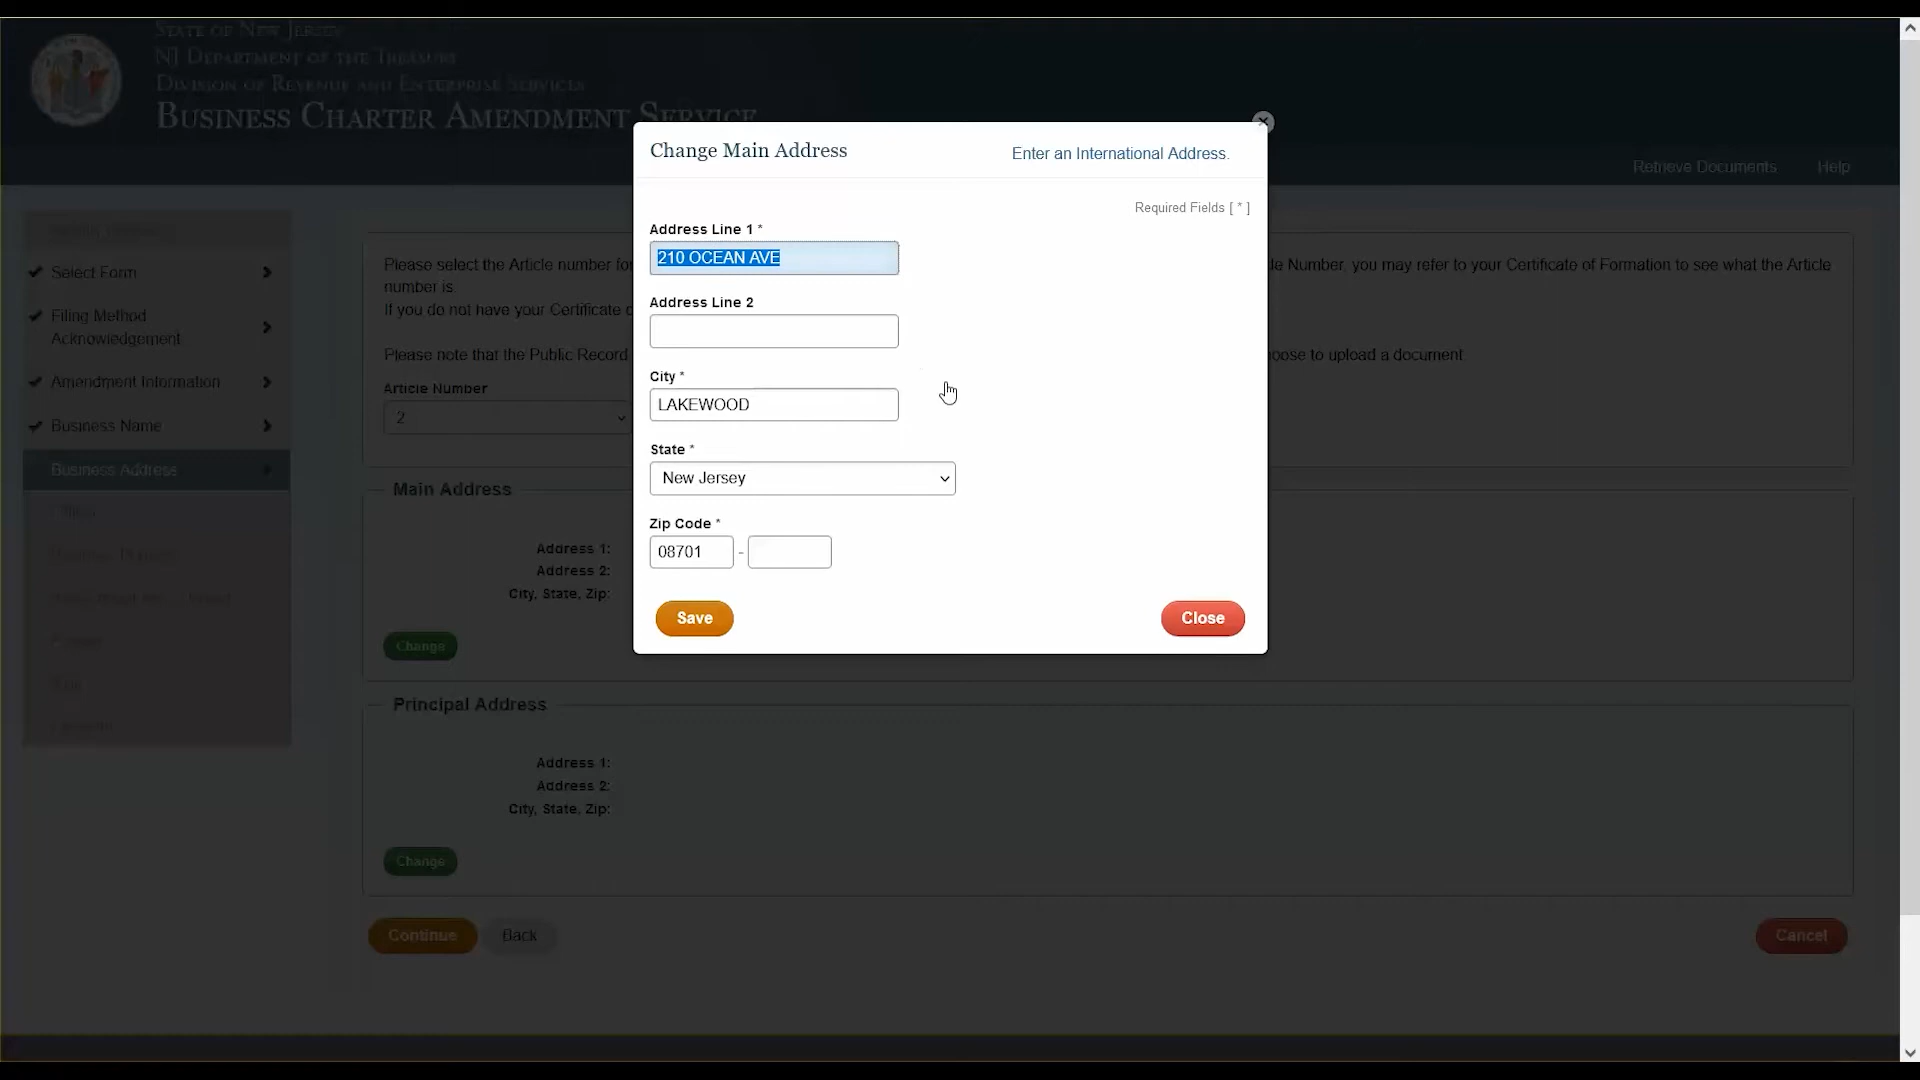 STATE OF NEW JERSEY
NJ DEPARTMENT OF THE TREASURY
DIVISION OF REVENUE AND ENTERPRISE SERVICES
BUSINESS CHARTER AMENDMENT SERVICE
Retrieve Documents Help
Select Form
Filing Method
Acknowledgement
Amendment Information
Business Name
Business Address
Please select the Article number for
le Number, you may refer to your Certificate of Formation to see what the Article
number is.
If you do not have your Certificate
Please note that the Public Record
oose to upload a document.
Article Number
2
Change Main Address
Enter an International Address.
Required Fields [ * ]
Address Line 1 *
210 OCEAN AVE
Address Line 2
City *
LAKEWOOD
State *
New Jersey
Zip Code *
08701 -
Save
Close
Main Address
Address 1:
Address 2:
City, State, Zip:
Change
Principal Address
Address 1:
Address 2:
City, State, Zip:
Change
Continue Back
Cancel